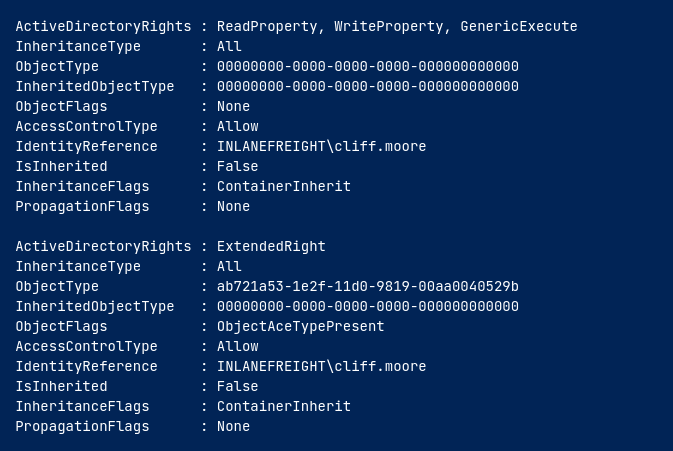 ActiveDirectoryRights : ReadProperty, WriteProperty, GenericExecute
InheritanceType       : All
ObjectType            : 00000000-0000-0000-0000-000000000000
InheritedObjectType   : 00000000-0000-0000-0000-000000000000
ObjectFlags           : None
AccessControlType     : Allow
IdentityReference     : INLANEFREIGHT\cliff.moore
IsInherited           : False
InheritanceFlags      : ContainerInherit
PropagationFlags      : None

ActiveDirectoryRights : ExtendedRight
InheritanceType       : All
ObjectType            : ab721a53-1e2f-11d0-9819-00aa0040529b
InheritedObjectType   : 00000000-0000-0000-0000-000000000000
ObjectFlags           : ObjectAceTypePresent
AccessControlType     : Allow
IdentityReference     : INLANEFREIGHT\cliff.moore
IsInherited           : False
InheritanceFlags      : ContainerInherit
PropagationFlags      : None